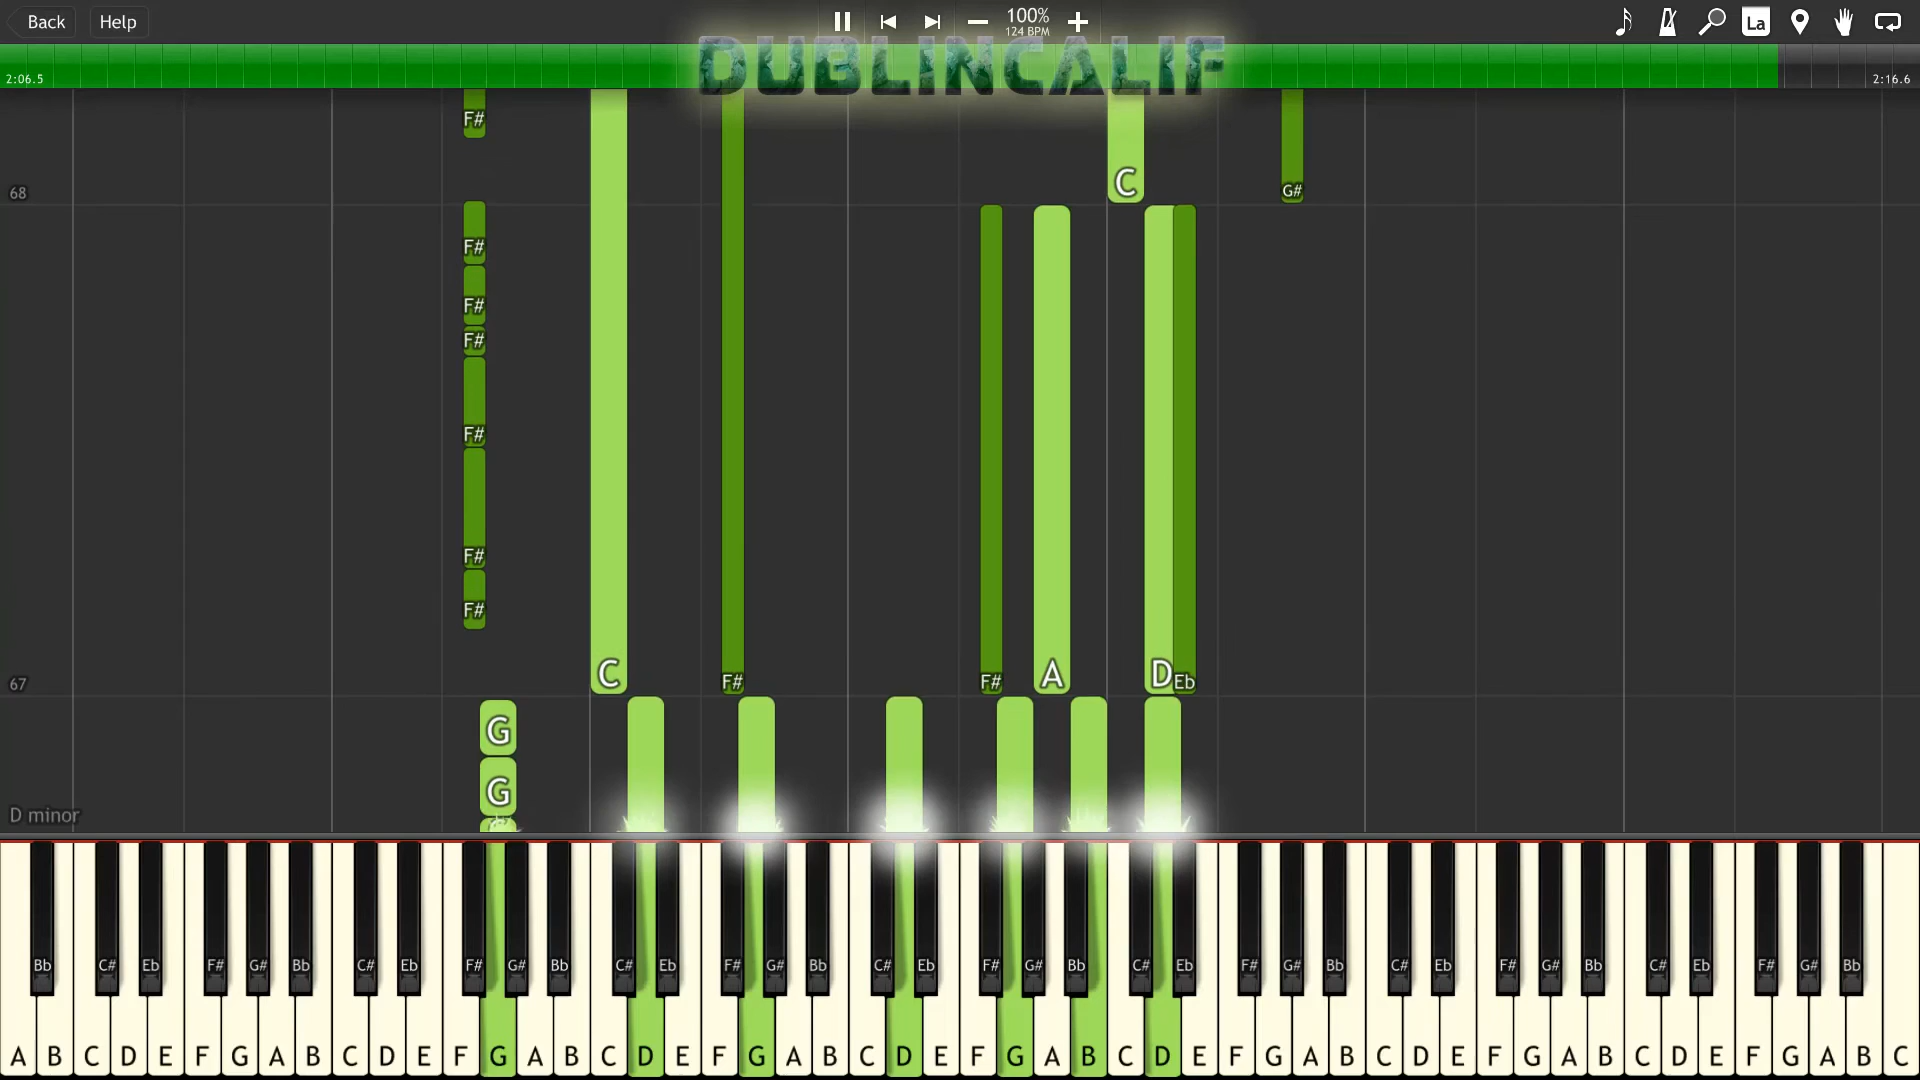 Back Help 100%
124 BPM
La
DUBLINCALIF
2:06.5 2:16.6
F#
C
68 G#
F#
F#
F#
F#
F#
F#
C F# F# A D Eb
67
G
G
D minor
Bb C# Eb F# G# Bb C# Eb F# G# Bb C# Eb F# G# Bb C# Eb F# G# Bb C# Eb F# G# Bb C# Eb F# G# Bb C# Eb F# G# Bb
A B C D E F G A B C D E F G A B C D E F G A B C D E F G A B C D E F G A B C D E F G A B C D E F G A B C